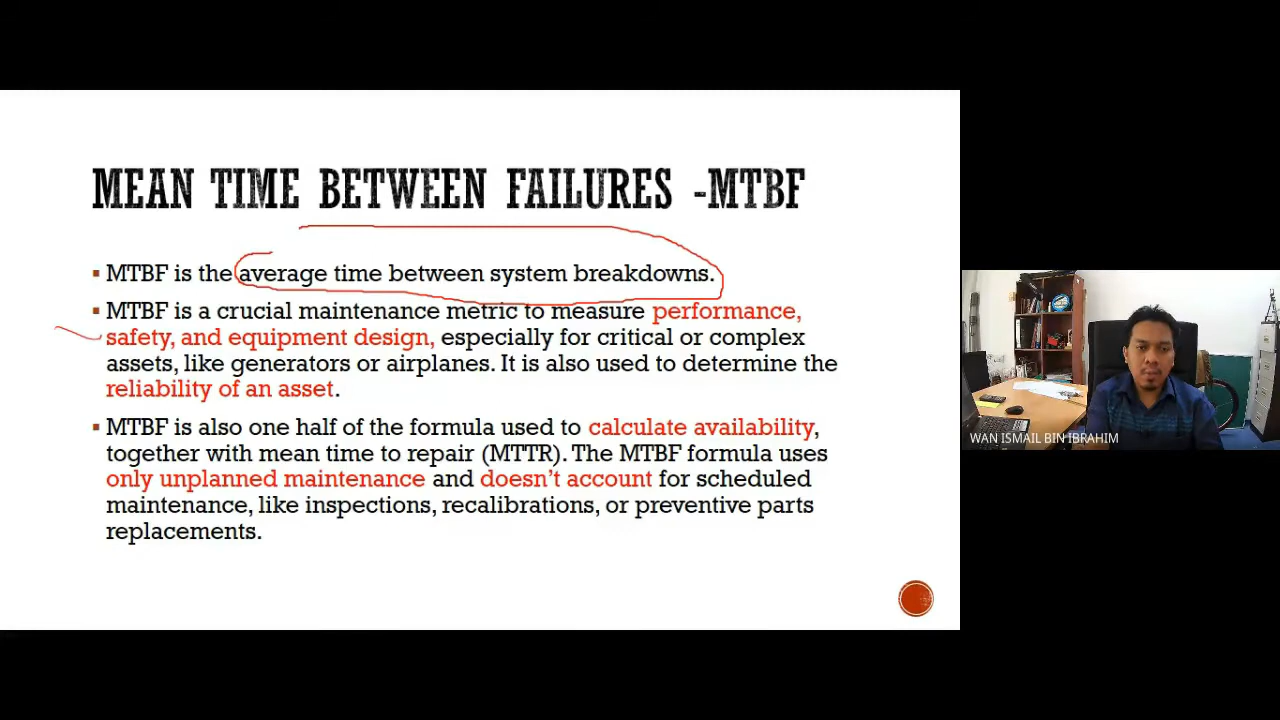 MEAN TIME BETWEEN FAILURES -MTBF
▪ MTBF is the average time between system breakdowns.
▪ MTBF is a crucial maintenance metric to measure performance,
safety, and equipment design, especially for critical or complex
assets, like generators or airplanes. It is also used to determine the
reliability of an asset.
▪ MTBF is also one half of the formula used to calculate availability,
together with mean time to repair (MTTR). The MTBF formula uses
only unplanned maintenance and doesn’t account for scheduled
maintenance, like inspections, recalibrations, or preventive parts
replacements.
WAN ISMAIL BIN IBRAHIM